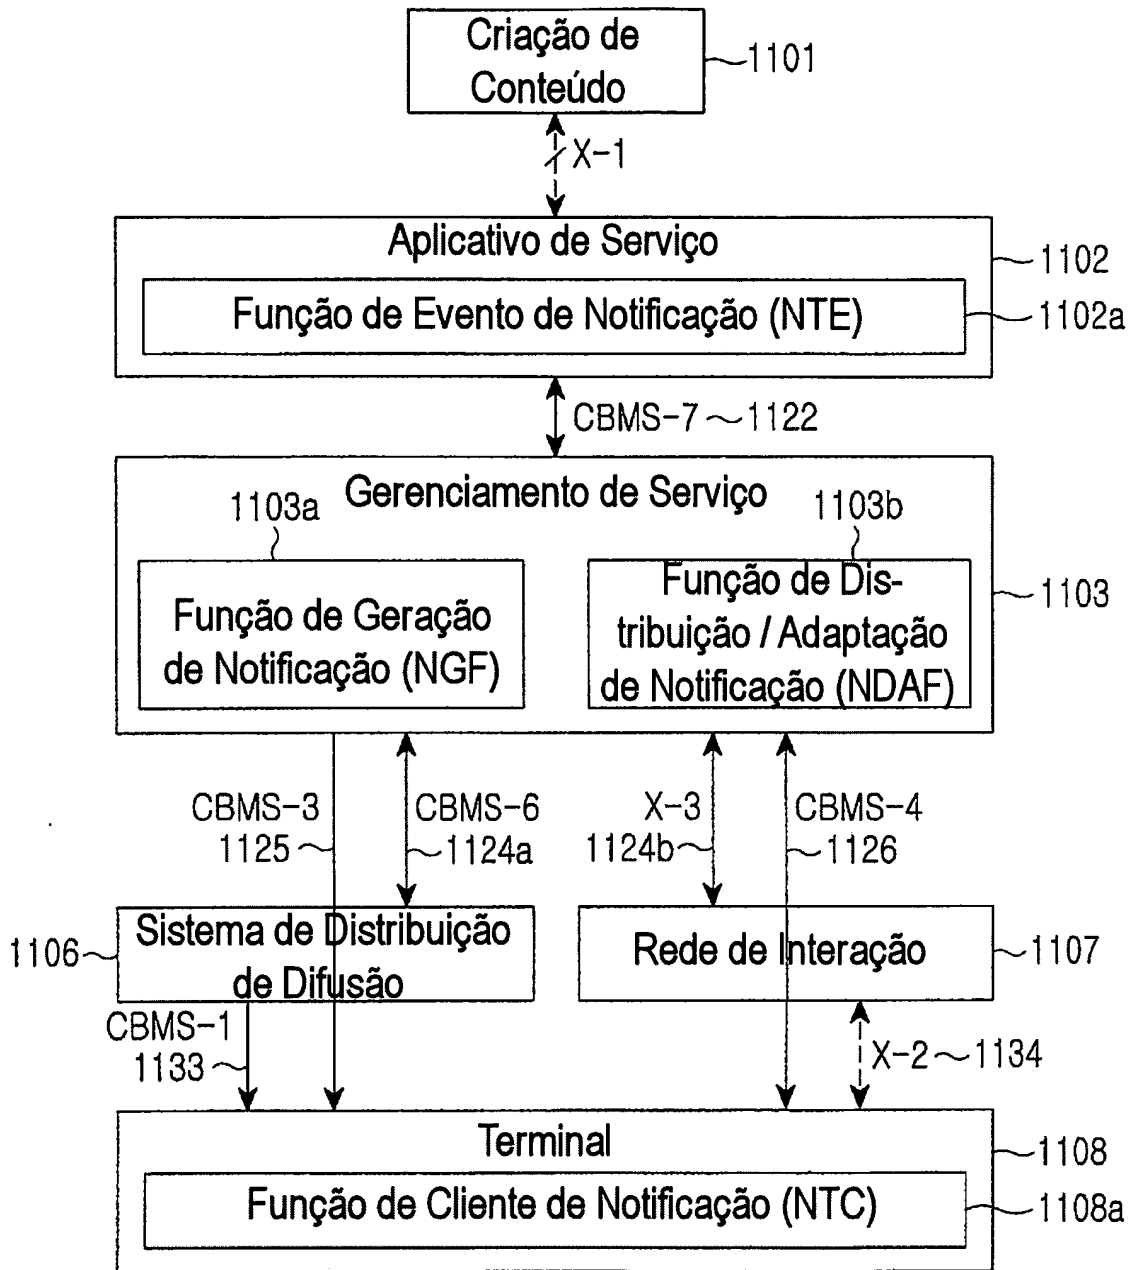 Criação de
Conteúdo
1101
X-1
Aplicativo de Serviço
1102
Função de Evento de Notificação (NTE)
1102a
CBMS-7
1122
Gerenciamento de Serviço
1103a
1103b
Função de Geração
de Notificação (NGF)
Função de Dis-
tribuição / Adaptação
de Notificação (NDAF)
1103
CBMS-3
1125
CBMS-6
1124a
X-3
1124b
CBMS-4
1126
1106
Sistema de Distribuição
de Difusão
Rede de Interação
1107
CBMS-1
1133
X-2
1134
Terminal
1108
Função de Cliente de Notificação (NTC)
1108a